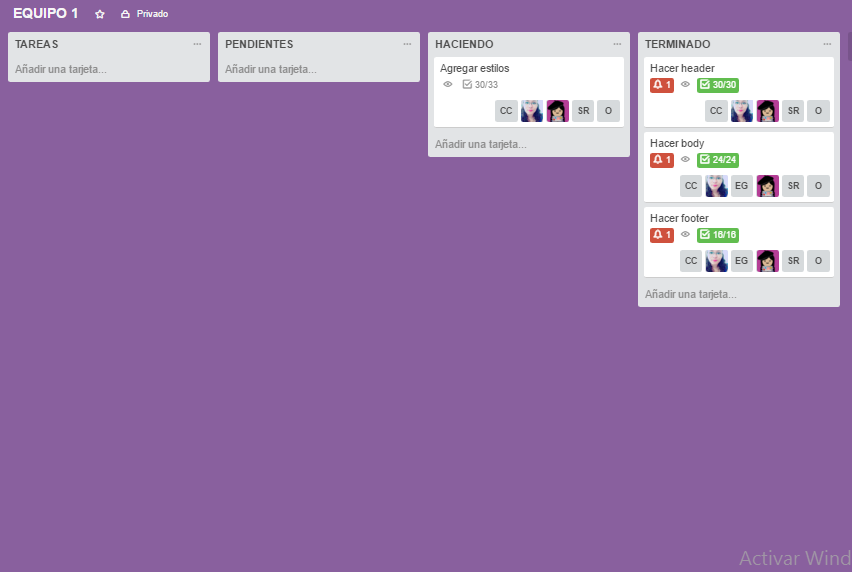 EQUIPO 1 Privado
TAREAS
Añadir una tarjeta...
PENDIENTES
Añadir una tarjeta...
HACIENDO
Agregar estilos
30/33
CC SR O
Añadir una tarjeta...
TERMINADO
Hacer header
1 30/30
CC SR O
Hacer body
1 24/24
CC EG SR O
Hacer footer
1 16/16
CC EG SR O
Añadir una tarjeta...
Activar Wind